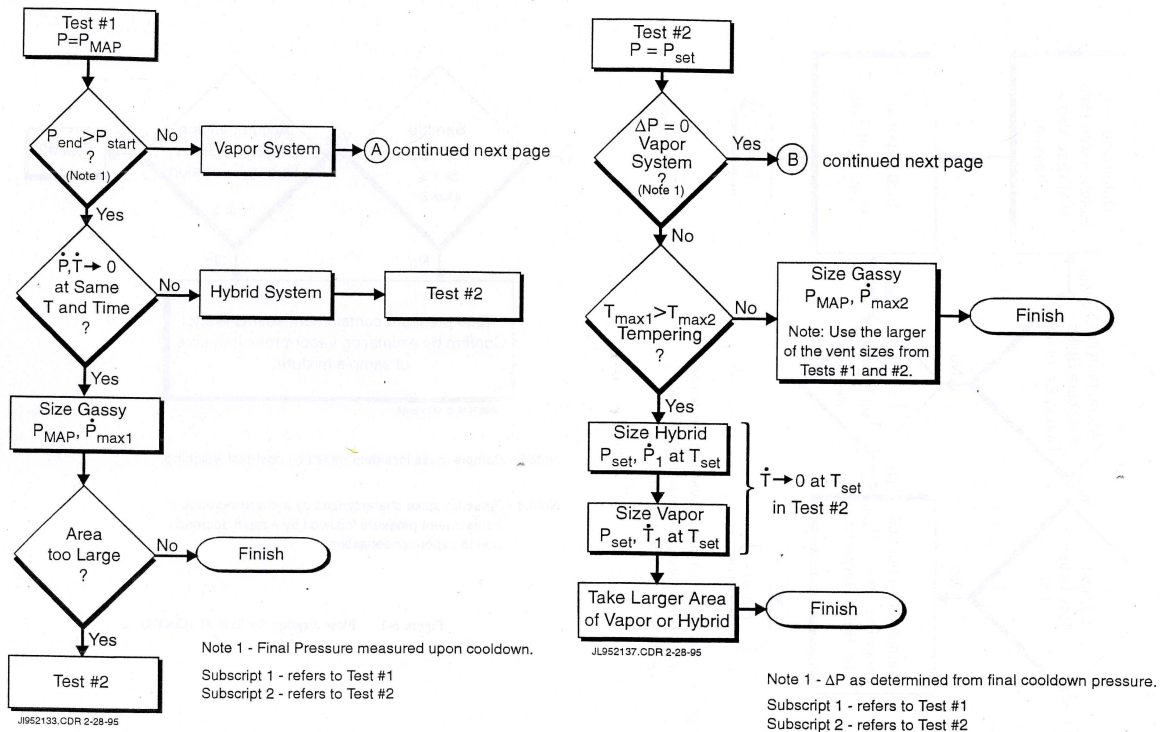 Test #1
P=P_MAP
P_end>P_start
?
(Note 1)
No
Vapor System
A
continued next page
Yes
Ṗ,Ṫ→ 0
at Same
T and Time
?
No
Hybrid System
Test #2
Yes
Size Gassy
P_MAP, Ṗ_max1
Area
too Large
?
No
Finish
Yes
Test #2
Note 1 - Final Pressure measured upon cooldown.
Subscript 1 - refers to Test #1
Subscript 2 - refers to Test #2
JI952133.CDR 2-28-95
Test #2
P = P_set
ΔP = 0
Vapor
System
?
(Note 1)
Yes
B
continued next page
No
T_max1>T_max2
Tempering
?
No
Size Gassy
P_MAP, Ṗ_max2
Note: Use the larger
of the vent sizes from
Tests #1 and #2.
Finish
Yes
Size Hybrid
P_set, Ṗ_1 at T_set
Size Vapor
P_set, Ṫ_1 at T_set
Ṫ→0 at T_set
in Test #2
Take Larger Area
of Vapor or Hybrid
Finish
JL952137.CDR 2-28-95
Note 1 - ΔP as determined from final cooldown pressure.
Subscript 1 - refers to Test #1
Subscript 2 - refers to Test #2